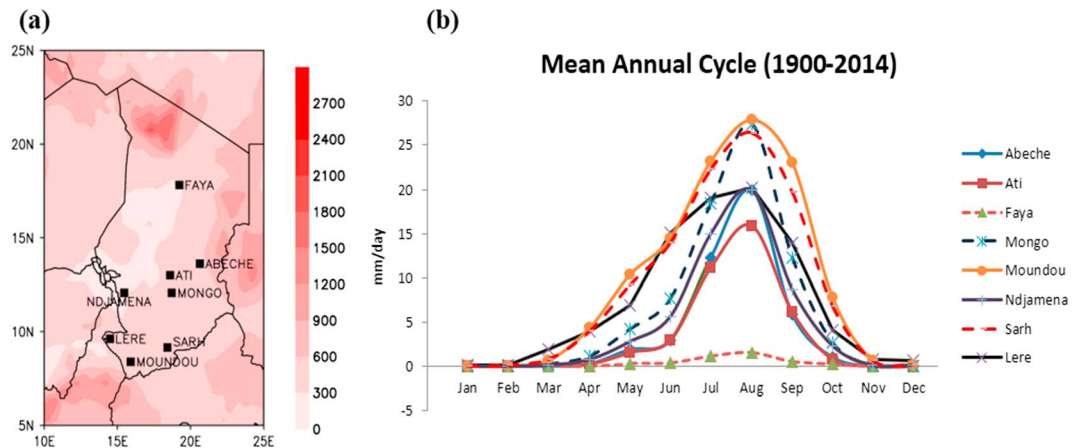 (a)
25N
20N
15N
10N
5N
10E 15E 20E 25E
FAYA
ABECHE
ATI
NDJAMENA
MONGO
LERE
SARH
MOUNDOU
2700
2400
2100
1800
1500
1200
900
600
300
0
(b)
Mean Annual Cycle (1900-2014)
mm/day
30
25
20
15
10
5
0
-5
Jan Feb Mar Apr May Jun Jul Aug Sep Oct Nov Dec
Abeche
Ati
Faya
Mongo
Moundou
Ndjamena
Sarh
Lere